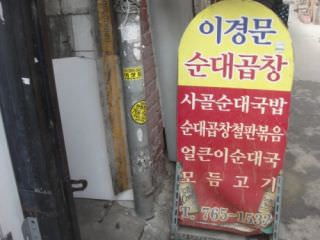 이경문
순대곱창
사골순대국밥
순대곱창철판볶음
얼큰이순대국
모듬고기
T. 765-1532